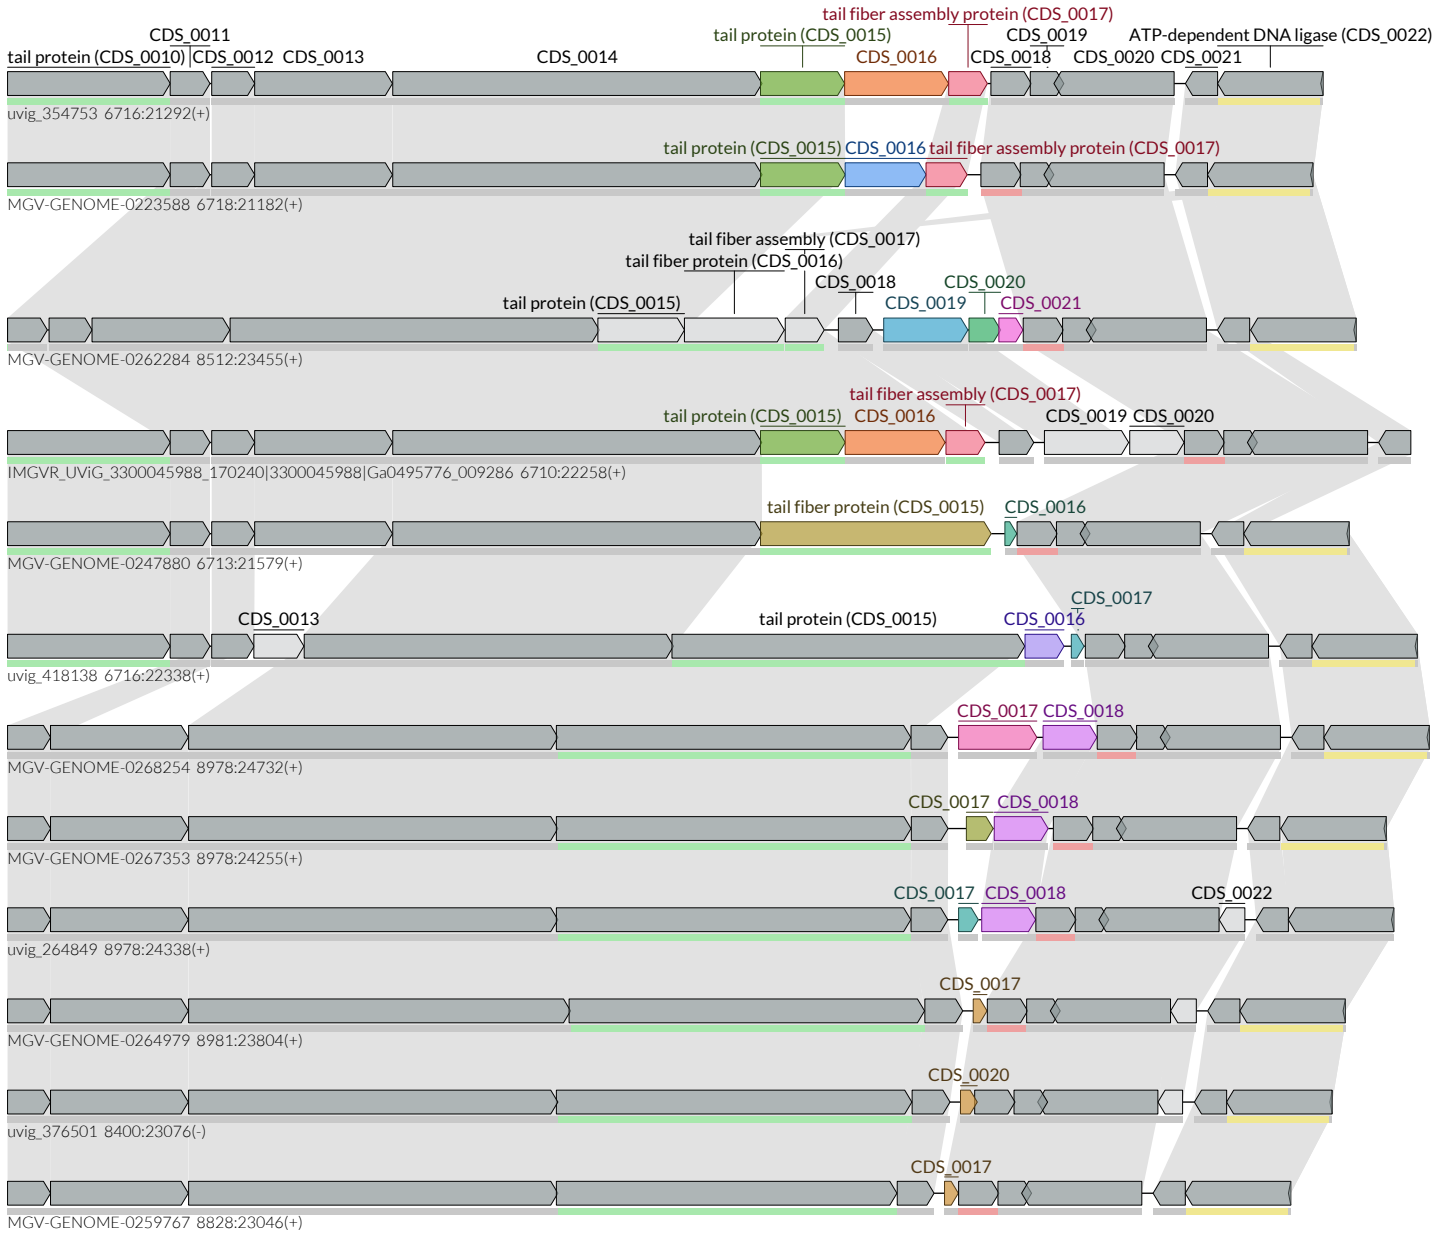 tail fiber assembly protein (CDS_0017)
CDS_0011 tail protein (CDS_0015) CDS_0019 ATP-dependent DNA ligase (CDS_0022)
tail protein (CDS_0010) CDS_0012 CDS_0013 CDS_0014 CDS_0016 CDS_0018 CDS_0020 CDS_0021
uvig_354753 6716:21292(+)
tail protein (CDS_0015) CDS_0016 tail fiber assembly protein (CDS_0017)
MGV-GENOME-0223588 6718:21182(+)
tail fiber assembly (CDS_0017)
tail fiber protein (CDS_0016)
CDS_0018 CDS_0020
tail protein (CDS_0015) CDS_0019 CDS_0021
MGV-GENOME-0262284 8512:23455(+)
tail fiber assembly (CDS_0017)
tail protein (CDS_0015) CDS_0016 CDS_0019 CDS_0020
IMGVR_UViG_3300045988_170240|3300045988|Ga0495776_009286 6710:22258(+)
tail fiber protein (CDS_0015) CDS_0016
MGV-GENOME-0247880 6713:21579(+)
CDS_0017
CDS_0013 tail protein (CDS_0015) CDS_0016
uvig_418138 6716:22338(+)
CDS_0017 CDS_0018
MGV-GENOME-0268254 8978:24732(+)
CDS_0017 CDS_0018
MGV-GENOME-0267353 8978:24255(+)
CDS_0017 CDS_0018 CDS_0022
uvig_264849 8978:24338(+)
CDS_0017
MGV-GENOME-0264979 8981:23804(+)
CDS_0020
uvig_376501 8400:23076(-)
CDS_0017
MGV-GENOME-0259767 8828:23046(+)